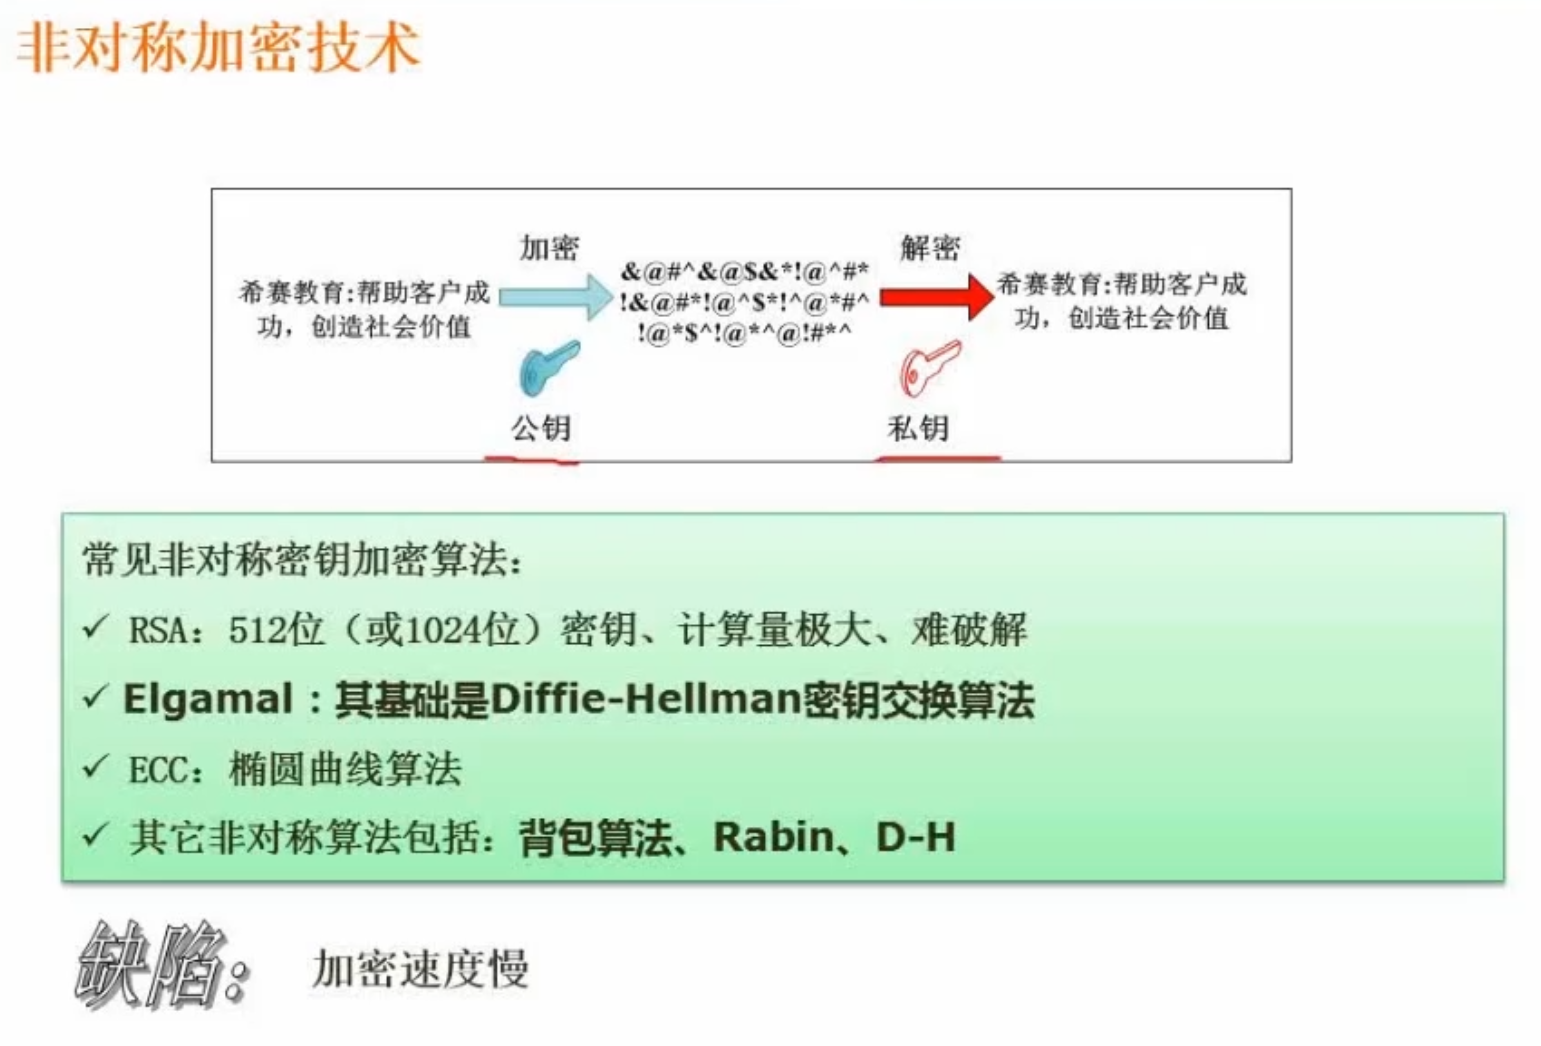 非对称加密技术
加密
解密
希赛教育:帮助客户成
功，创造社会价值
&@#^&@$&*!@^#*
!&@#*!@^$*!^@*#^
!@*$^!@*^@!#*^
希赛教育:帮助客户成
功，创造社会价值
公钥
私钥
常见非对称密钥加密算法：
✓ RSA：512位（或1024位）密钥、计算量极大、难破解
✓ Elgamal：其基础是Diffie-Hellman密钥交换算法
✓ ECC：椭圆曲线算法
✓ 其它非对称算法包括：背包算法、Rabin、D-H
缺陷： 加密速度慢